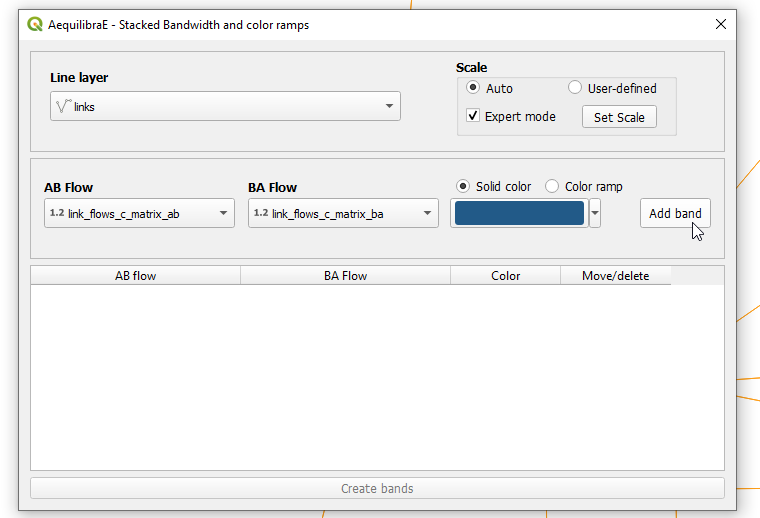 AequilibraE - Stacked Bandwidth and color ramps
Line layer
links
Scale
Auto
User-defined
Expert mode
Set Scale
AB Flow
BA Flow
Solid color
Color ramp
1.2 link_flows_c_matrix_ab
1.2 link_flows_c_matrix_ba
Add band
AB flow
BA Flow
Color
Move/delete
Create bands